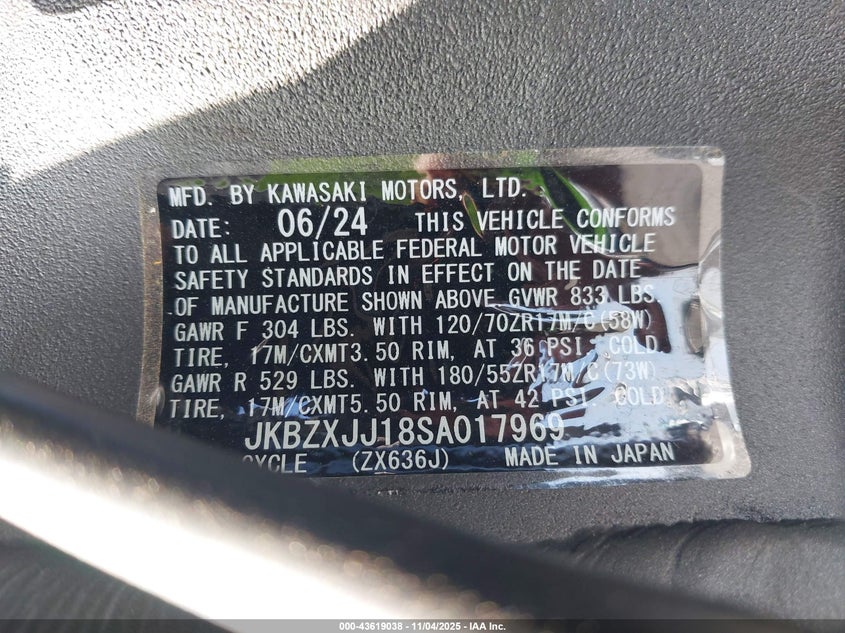 MFD. BY KAWASAKI MOTORS, LTD.
DATE: 06/24 THIS VEHICLE CONFORMS
TO ALL APPLICABLE FEDERAL MOTOR VEHICLE
SAFETY STANDARDS IN EFFECT ON THE DATE
OF MANUFACTURE SHOWN ABOVE GVWR 833 LBS.
GAWR F 304 LBS. WITH 120/70ZR17M/C(58W)
TIRE, 17M/CXMT3.50 RIM, AT 36 PSI COLD.
GAWR R 529 LBS. WITH 180/55ZR17M/C(73W)
TIRE, 17M/CXMT5.50 RIM, AT 42 PSI. COLD.
JKBZXJJ18SA017969
CYCLE (ZX636J) MADE IN JAPAN
000-43619038 | 11/04/2025 | IAA Inc.